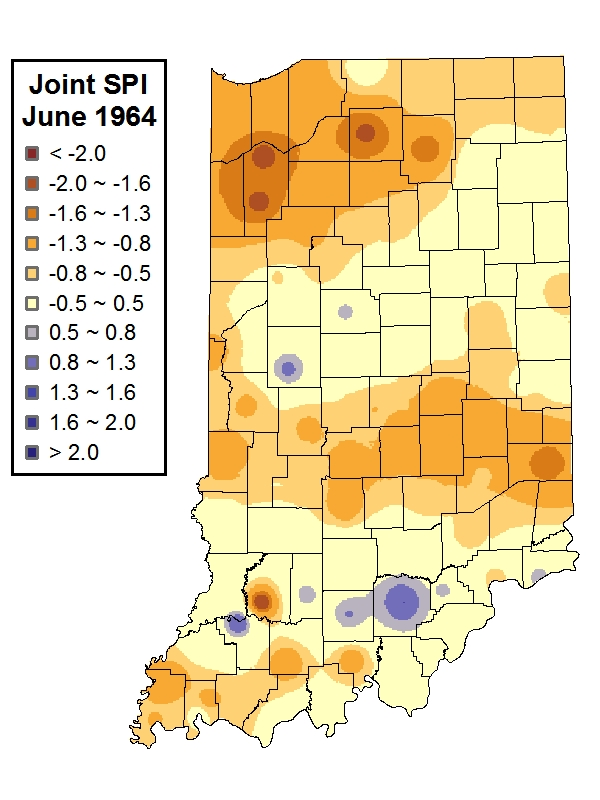 Joint SPI
June 1964
< -2.0
-2.0 ~ -1.6
-1.6 ~ -1.3
-1.3 ~ -0.8
-0.8 ~ -0.5
-0.5 ~ 0.5
0.5 ~ 0.8
0.8 ~ 1.3
1.3 ~ 1.6
1.6 ~ 2.0
> 2.0